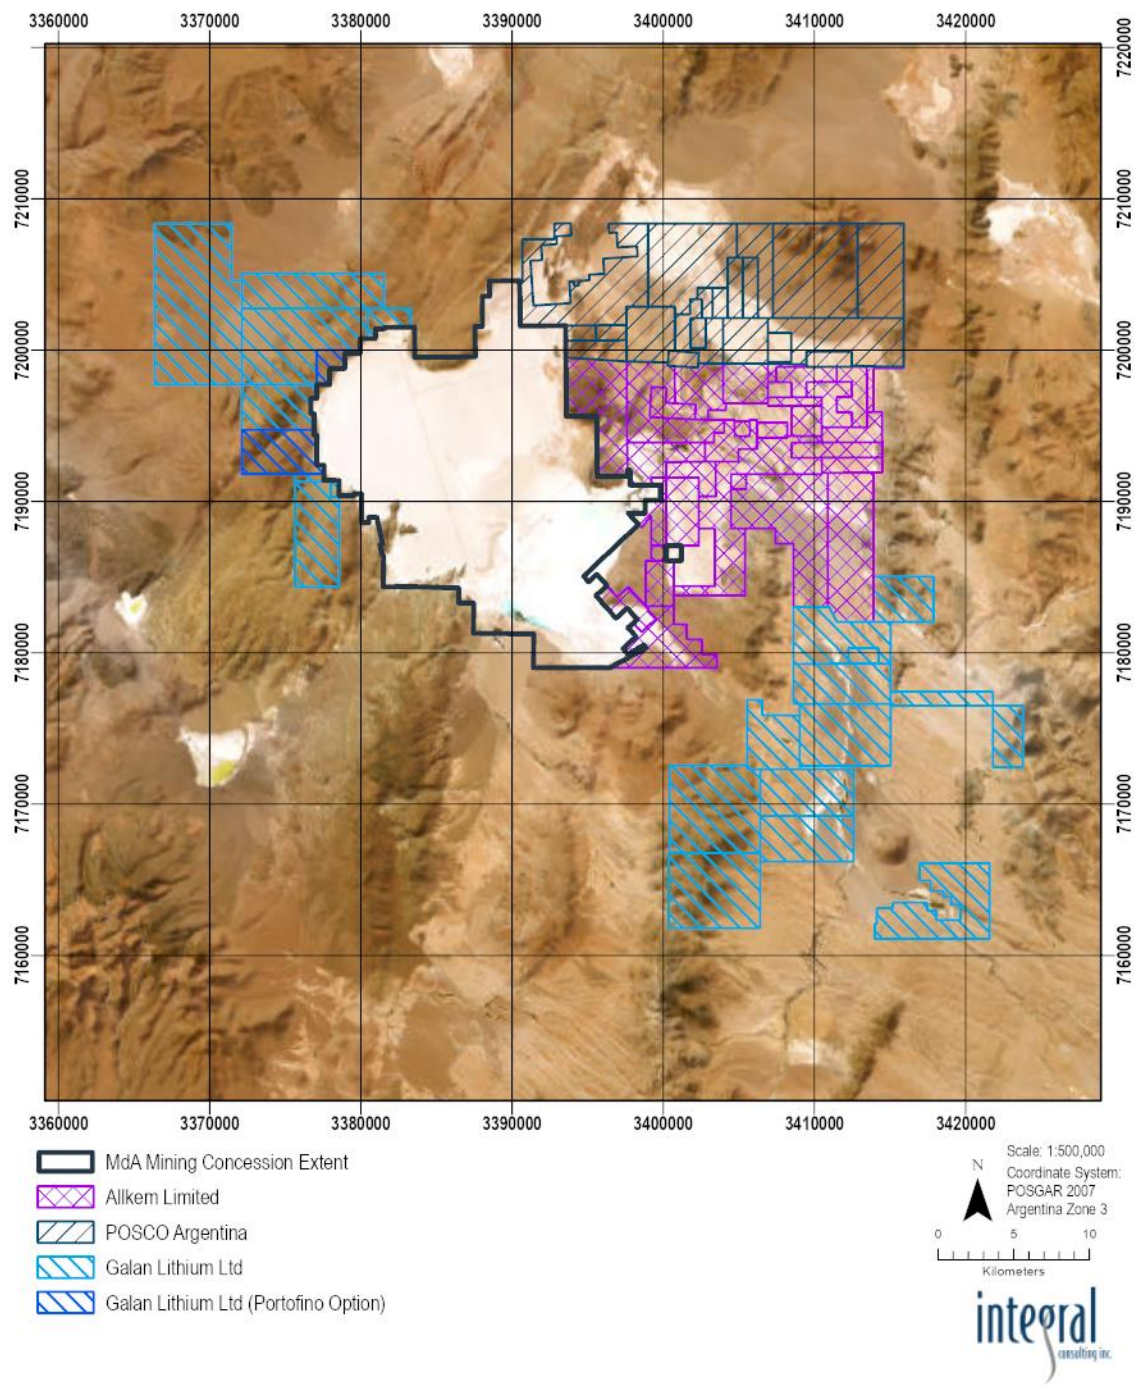 3360000 3370000 3380000 3390000 3400000 3410000 3420000
7220000
7210000 7210000
7200000 7200000
7190000 7190000
7180000 7180000
7170000 7170000
7160000 7160000
3360000 3370000 3380000 3390000 3400000 3410000 3420000
MdA Mining Concession Extent
Allkem Limited
POSCO Argentina
Galan Lithium Ltd
Galan Lithium Ltd (Portofino Option)
N
Scale: 1:500,000
Coordinate System:
POSGAR 2007
Argentina Zone 3
0 5 10
Kilometers
integral
consulting inc.